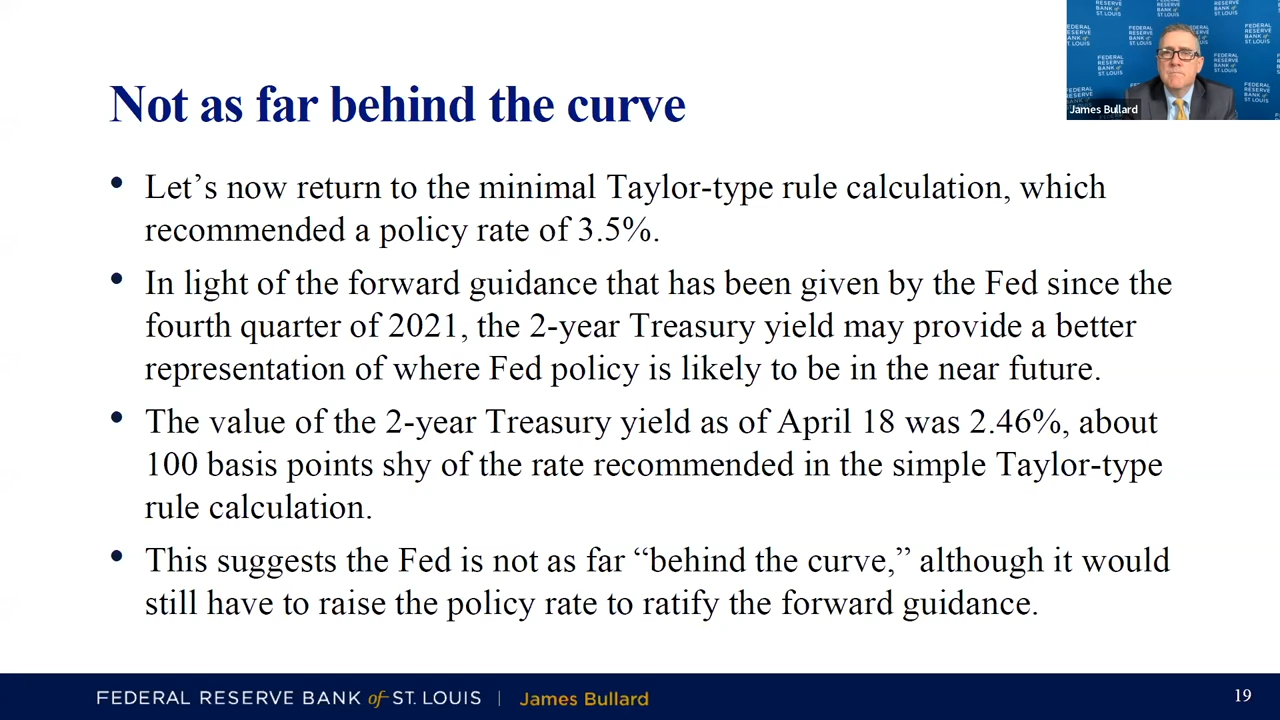 Not as far behind the curve
• Let’s now return to the minimal Taylor-type rule calculation, which
recommended a policy rate of 3.5%.
• In light of the forward guidance that has been given by the Fed since the
fourth quarter of 2021, the 2-year Treasury yield may provide a better
representation of where Fed policy is likely to be in the near future.
• The value of the 2-year Treasury yield as of April 18 was 2.46%, about
100 basis points shy of the rate recommended in the simple Taylor-type
rule calculation.
• This suggests the Fed is not as far “behind the curve,” although it would
still have to raise the policy rate to ratify the forward guidance.
FEDERAL RESERVE BANK of ST. LOUIS | James Bullard
19
FEDERAL
RESERVE
BANK of
ST. LOUIS
James Bullard